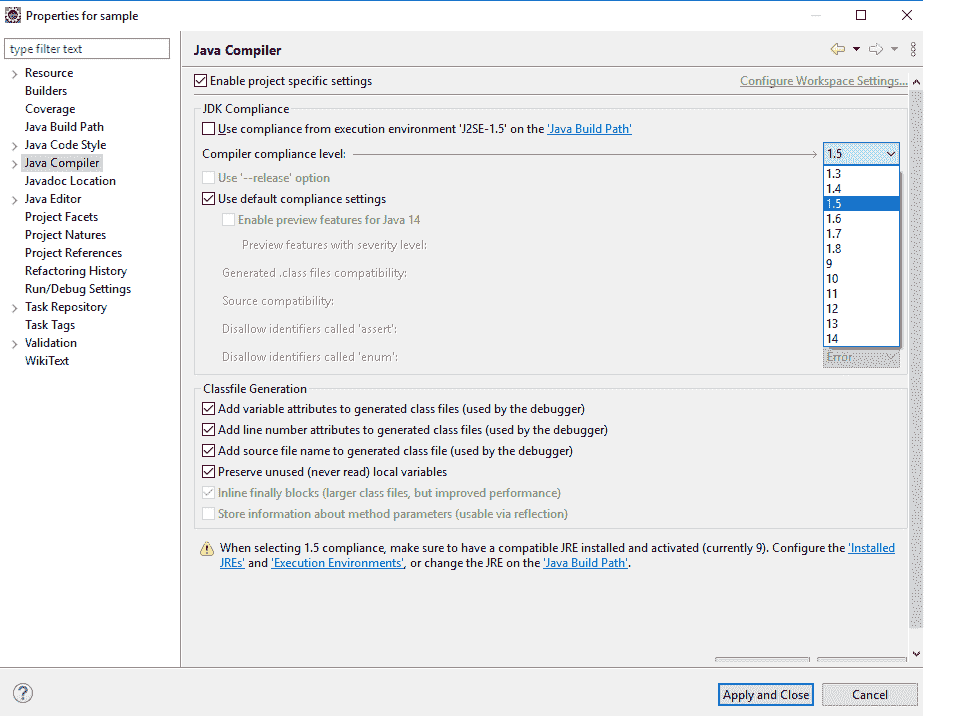 Properties for sample
type filter text
Resource
Builders
Coverage
Java Build Path
Java Code Style
Java Compiler
Javadoc Location
Java Editor
Project Facets
Project Natures
Project References
Refactoring History
Run/Debug Settings
Task Repository
Task Tags
Validation
WikiText
Java Compiler
Enable project specific settings
Configure Workspace Settings...
JDK Compliance
Use compliance from execution environment 'J2SE-1.5' on the 'Java Build Path'
Compiler compliance level:
1.5
1.3
1.4
1.5
1.6
1.7
1.8
9
10
11
12
13
14
Use '--release' option
Use default compliance settings
Enable preview features for Java 14
Preview features with severity level:
Generated .class files compatibility:
Source compatibility:
Disallow identifiers called 'assert':
Disallow identifiers called 'enum':
Error
Classfile Generation
Add variable attributes to generated class files (used by the debugger)
Add line number attributes to generated class files (used by the debugger)
Add source file name to generated class file (used by the debugger)
Preserve unused (never read) local variables
Inline finally blocks (larger class files, but improved performance)
Store information about method parameters (usable via reflection)
When selecting 1.5 compliance, make sure to have a compatible JRE installed and activated (currently 9). Configure the 'Installed
JREs' and 'Execution Environments', or change the JRE on the 'Java Build Path'.
?
Apply and Close
Cancel